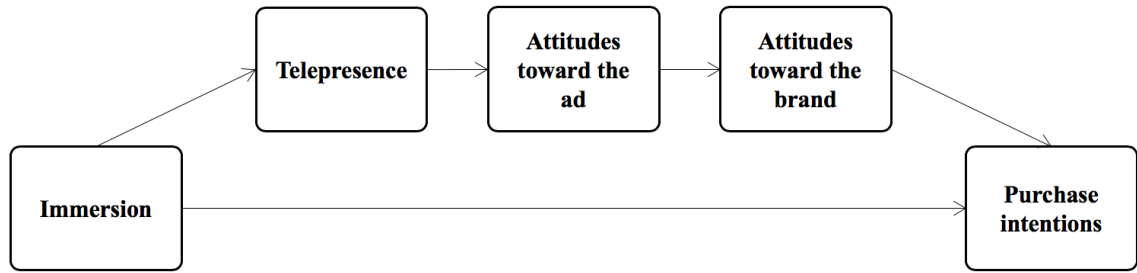 Telepresence
Attitudes
toward the
ad
Attitudes
toward the
brand
Immersion
Purchase
intentions